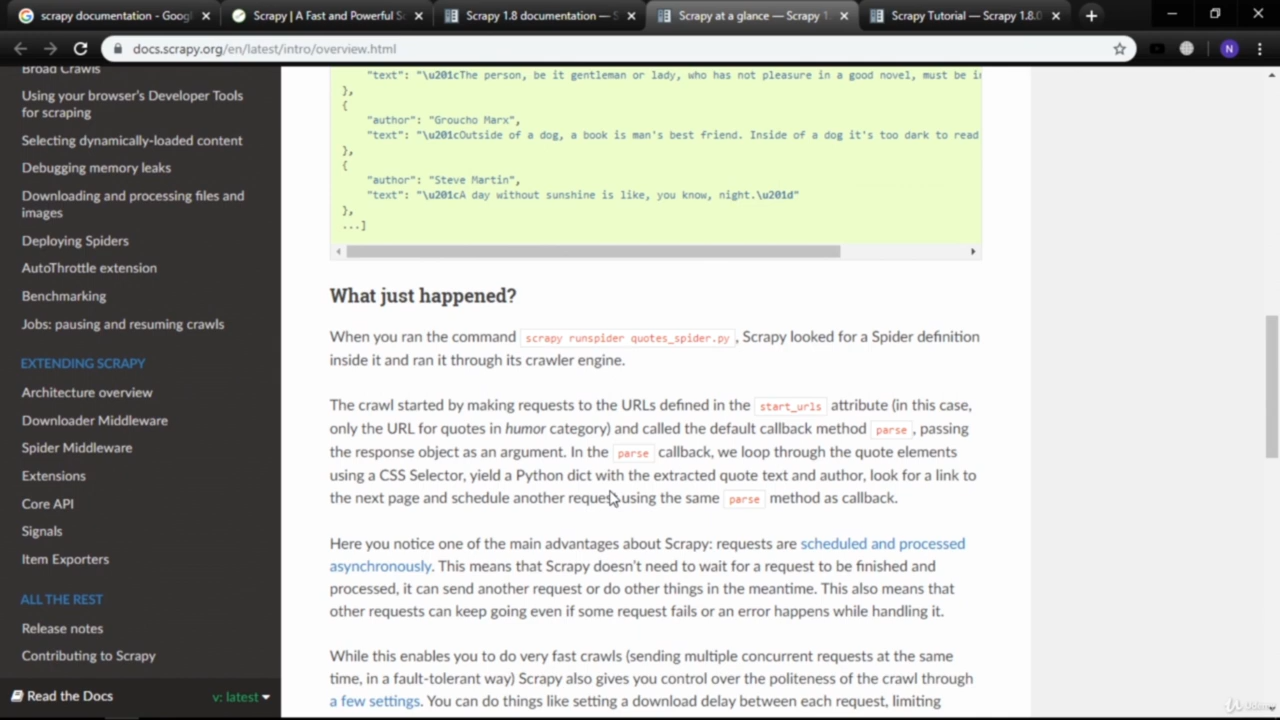 scrapy documentation - Googl
Scrapy | A Fast and Powerful Sc
Scrapy 1.8 documentation —
Scrapy at a glance — Scrapy 1.
Scrapy Tutorial — Scrapy 1.8.0
docs.scrapy.org/en/latest/intro/overview.html
N
Broad Crawls
Using your browser's Developer Tools
for scraping
Selecting dynamically-loaded content
Debugging memory leaks
Downloading and processing files and
images
Deploying Spiders
AutoThrottle extension
Benchmarking
Jobs: pausing and resuming crawls
EXTENDING SCRAPY
Architecture overview
Downloader Middleware
Spider Middleware
Extensions
Core API
Signals
Item Exporters
ALL THE REST
Release notes
Contributing to Scrapy
Read the Docs
v: latest
"text": "\u201cThe person, be it gentleman or lady, who has not pleasure in a good novel, must be i
},
{
"author": "Groucho Marx",
"text": "\u201cOutside of a dog, a book is man's best friend. Inside of a dog it's too dark to read
},
{
"author": "Steve Martin",
"text": "\u201cA day without sunshine is like, you know, night.\u201d"
},
...]
What just happened?
When you ran the command scrapy runspider quotes_spider.py, Scrapy looked for a Spider definition
inside it and ran it through its crawler engine.
The crawl started by making requests to the URLs defined in the start_urls attribute (in this case,
only the URL for quotes in humor category) and called the default callback method parse, passing
the response object as an argument. In the parse callback, we loop through the quote elements
using a CSS Selector, yield a Python dict with the extracted quote text and author, look for a link to
the next page and schedule another request using the same parse method as callback.
Here you notice one of the main advantages about Scrapy: requests are scheduled and processed
asynchronously. This means that Scrapy doesn't need to wait for a request to be finished and
processed, it can send another request or do other things in the meantime. This also means that
other requests can keep going even if some request fails or an error happens while handling it.
While this enables you to do very fast crawls (sending multiple concurrent requests at the same
time, in a fault-tolerant way) Scrapy also gives you control over the politeness of the crawl through
a few settings. You can do things like setting a download delay between each request, limiting
Udemy